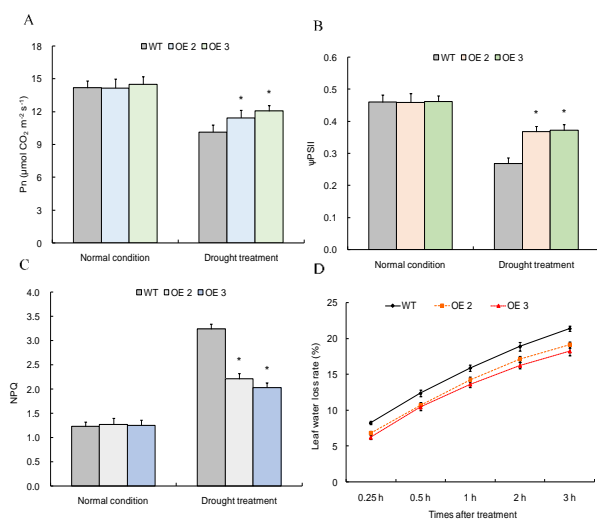 A
WT OE 2 OE 3
18
15
12
9
6
3
0
Pn (μmol CO₂ m⁻² s⁻¹)
*
*
Normal condition Drought treatment
B
WT OE 2 OE 3
0.6
0.5
0.4
0.3
0.2
0.1
0.0
ψPSII
*
*
Normal condition Drought treatment
C
WT OE 2 OE 3
4.0
3.5
3.0
2.5
2.0
1.5
1.0
0.5
0.0
NPQ
*
*
Normal condition Drought treatment
D
WT OE 2 OE 3
25
20
15
10
5
0
Leaf water loss rate (%)
0.25 h 0.5 h 1 h 2 h 3 h
Times after treatment